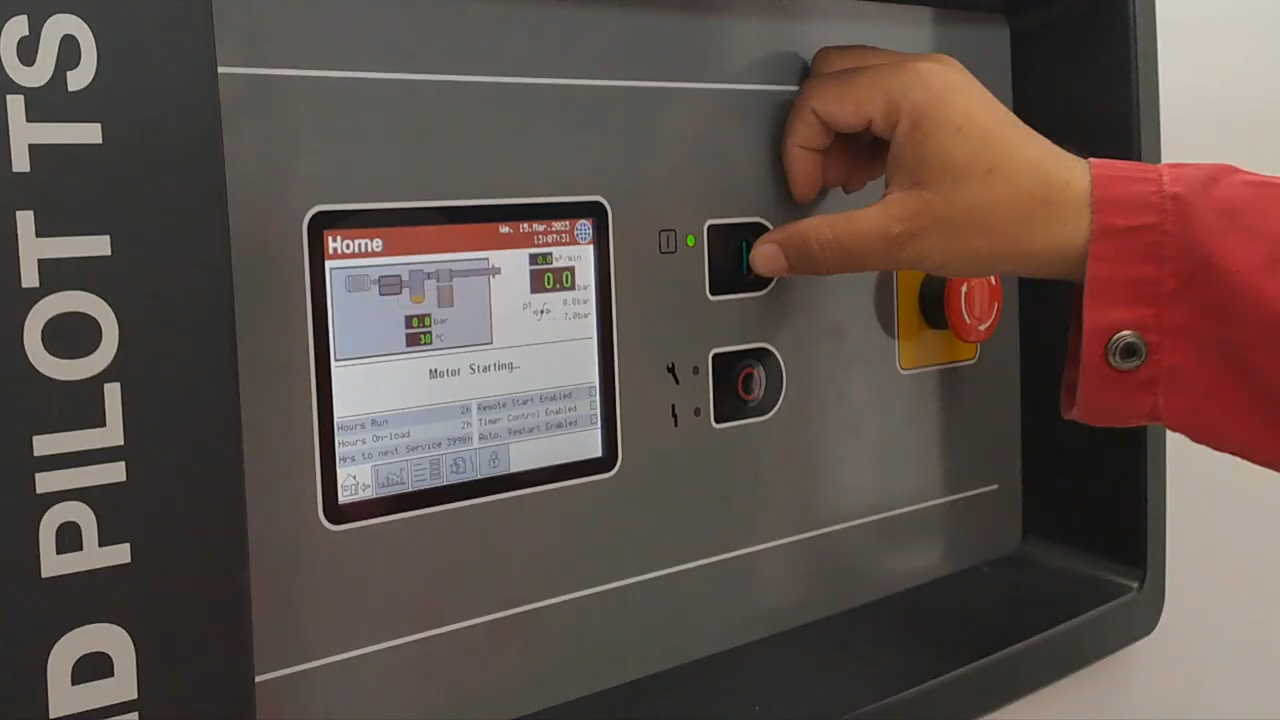 ND PILOT TS
Home
We, 15.Mar.2023
13:07:31
0.0 m³/min
0.0 bar
p1
8.0bar
7.0bar
0.0 bar
30 °C
Motor Starting…
Hours Run 2h
Hours On-load 2h
Hrs to next Service 3998h
Remote Start Enabled
Timer Control Enabled
Auto. Restart Enabled